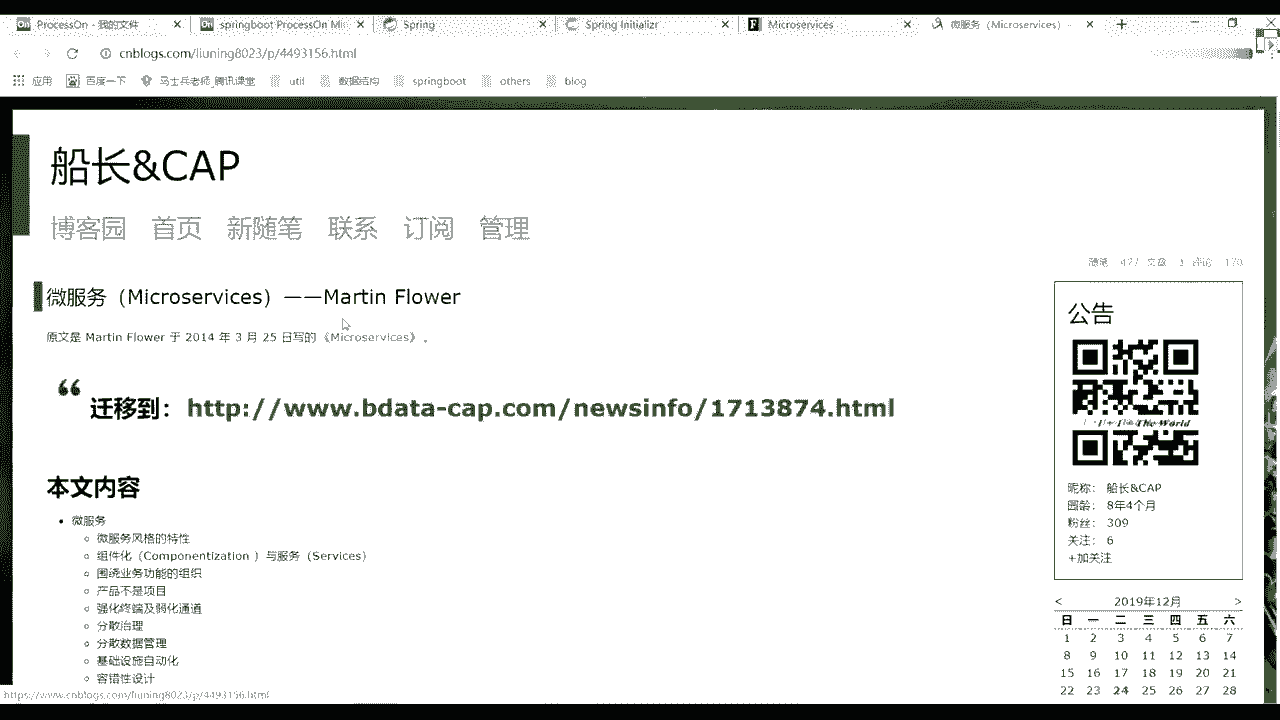 ProcessOn - 我的文件
springboot ProcessOn Mi
Spring
Spring Initializr
Microservices
微服务（Microservices）
cnblogs.com/liuning8023/p/4493156.html
应用 百度一下 马士兵老师_腾讯课堂 util 数据结构 springboot others blog
船长&CAP
博客园 首页 新随笔 联系 订阅 管理
微服务（Microservices）——Martin Flower
原文是 Martin Flower 于 2014 年 3 月 25 日写的《Microservices》。
迁移到：http://www.bdata-cap.com/newsinfo/1713874.html
本文内容
微服务
微服务风格的特性
组件化（Componentization ）与服务（Services）
围绕业务功能的组织
产品不是项目
强化终端及弱化通道
分散治理
分散数据管理
基础设施自动化
容错性设计
公告
The World
昵称： 船长&CAP
园龄： 8年4个月
粉丝： 309
关注： 6
+加关注
< 2019年12月 >
日 一 二 三 四 五 六
1 2 3 4 5 6 7
8 9 10 11 12 13 14
15 16 17 18 19 20 21
22 23 24 25 26 27 28
https://www.cnblogs.com/liuning8023/p/4493156.html